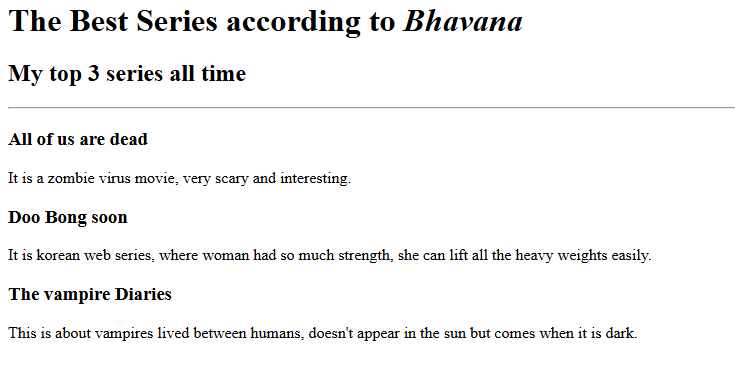 The Best Series according to Bhavana
My top 3 series all time
All of us are dead
It is a zombie virus movie, very scary and interesting.
Doo Bong soon
It is korean web series, where woman had so much strength, she can lift all the heavy weights easily.
The vampire Diaries
This is about vampires lived between humans, doesn't appear in the sun but comes when it is dark.